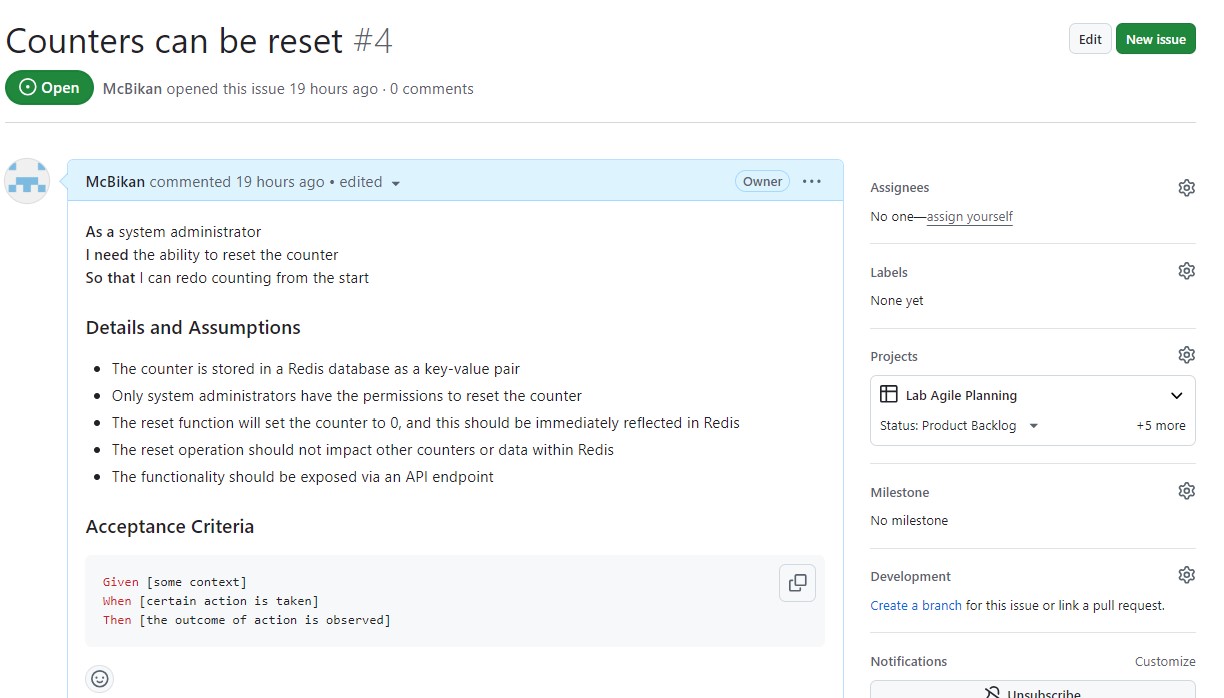 Counters can be reset #4
Edit
New issue
Open
McBikan opened this issue 19 hours ago · 0 comments
McBikan commented 19 hours ago • edited
Owner
As a system administrator
I need the ability to reset the counter
So that I can redo counting from the start
Details and Assumptions
The counter is stored in a Redis database as a key-value pair
Only system administrators have the permissions to reset the counter
The reset function will set the counter to 0, and this should be immediately reflected in Redis
The reset operation should not impact other counters or data within Redis
The functionality should be exposed via an API endpoint
Acceptance Criteria
Given [some context]
When [certain action is taken]
Then [the outcome of action is observed]
Assignees
No one—assign yourself
Labels
None yet
Projects
Lab Agile Planning
Status: Product Backlog
+5 more
Milestone
No milestone
Development
Create a branch for this issue or link a pull request.
Notifications
Customize
Unsubscribe